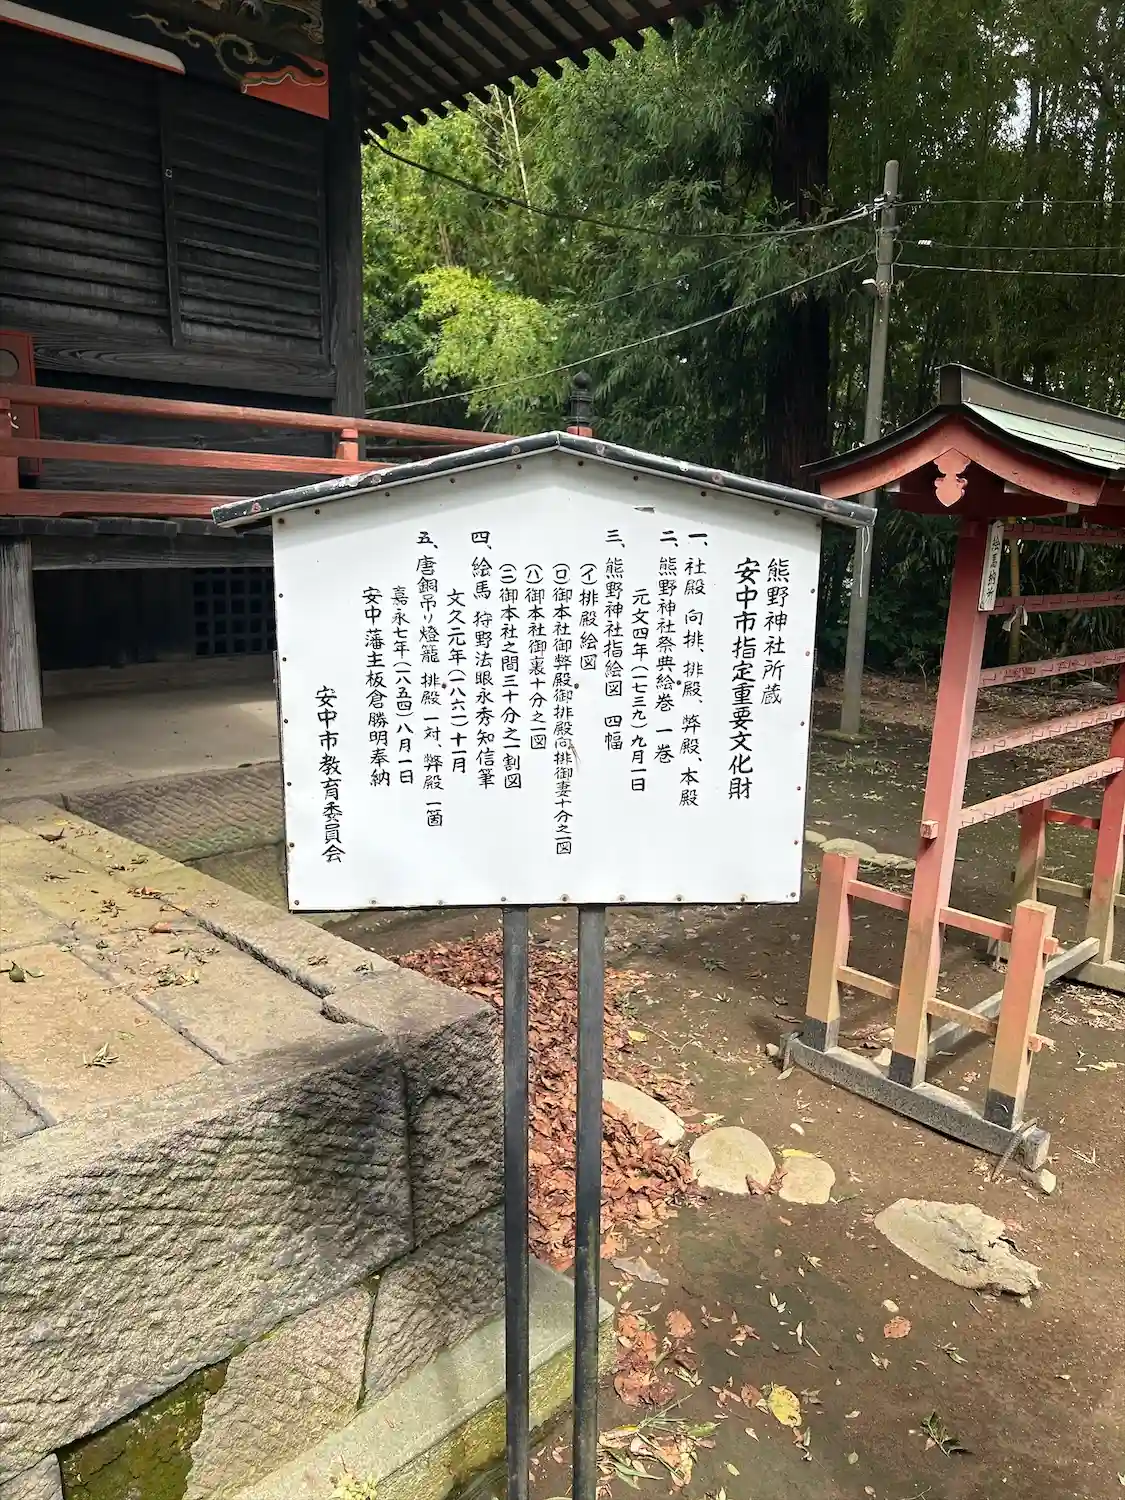 熊野神社所蔵
安中市指定重要文化財
一、社殿 向排、排殿、弊殿、本殿
二、熊野神社祭典絵巻 一巻
元文四年(一七三九)九月一日
三、熊野神社指絵図 四幅
(イ)排殿絵図
(ロ)御本社御弊殿御排殿向排御妻十分之一図
(ハ)御本社御裏十分之一図
(ニ)御本社之間三十分之一割図
四、絵馬 狩野法眼永秀知信筆
文久元年(一八六一)十一月
五、唐銅吊り燈籠 排殿 一対、弊殿 一箇
嘉永七年(一八五四)八月一日
安中藩主板倉勝明奉納
安中市教育委員会